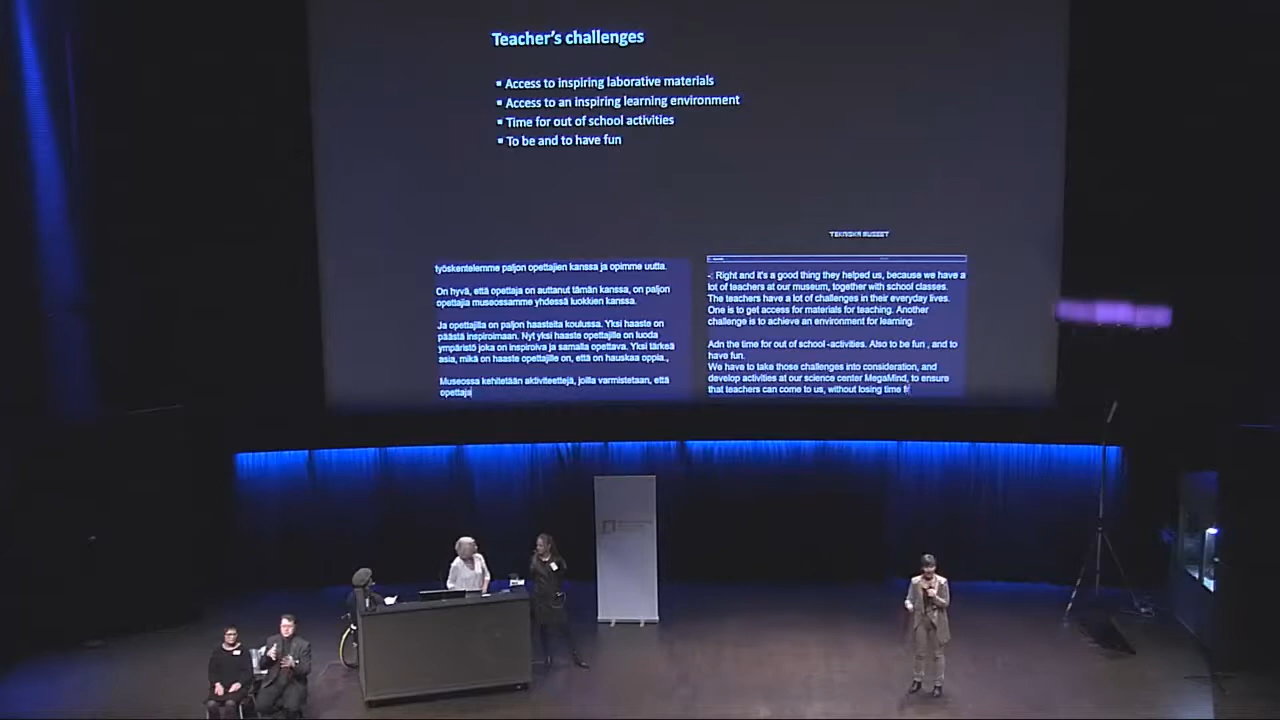 Teacher's challenges
▪ Access to inspiring laborative materials
▪ Access to an inspiring learning environment
▪ Time for out of school activities
▪ To be and to have fun
TEKNISKA MUSEET
työskentelemme paljon opettajien kanssa ja opimme uutta.
On hyvä, että opettaja on auttanut tämän kanssa, on paljon
opettajia museossamme yhdessä luokkien kanssa.
Ja opettajilla on paljon haasteita koulussa. Yksi haaste on
päästä inspiroimaan. Nyt yksi haaste opettajille on luoda
ympäristö joka on inspiroiva ja samalla opettava. Yksi tärkeä
asia, mikä on haaste opettajille on, että on hauskaa oppia.,
Museossa kehitetään aktiviteettejä, joilla varmistetaan, että
opettaja
-: Right and it's a good thing they helped us, because we have a
lot of teachers at our museum, together with school classes.
The teachers have a lot of challenges in their everyday lives.
One is to get access for materials for teaching. Another
challenge is to achieve an environment for learning.
Adn the time for out of school -activities. Also to be fun , and to
have fun.
We have to take those challenges into consideration, and
develop activities at our science center MegaMind, to ensure
that teachers can come to us, without losing time